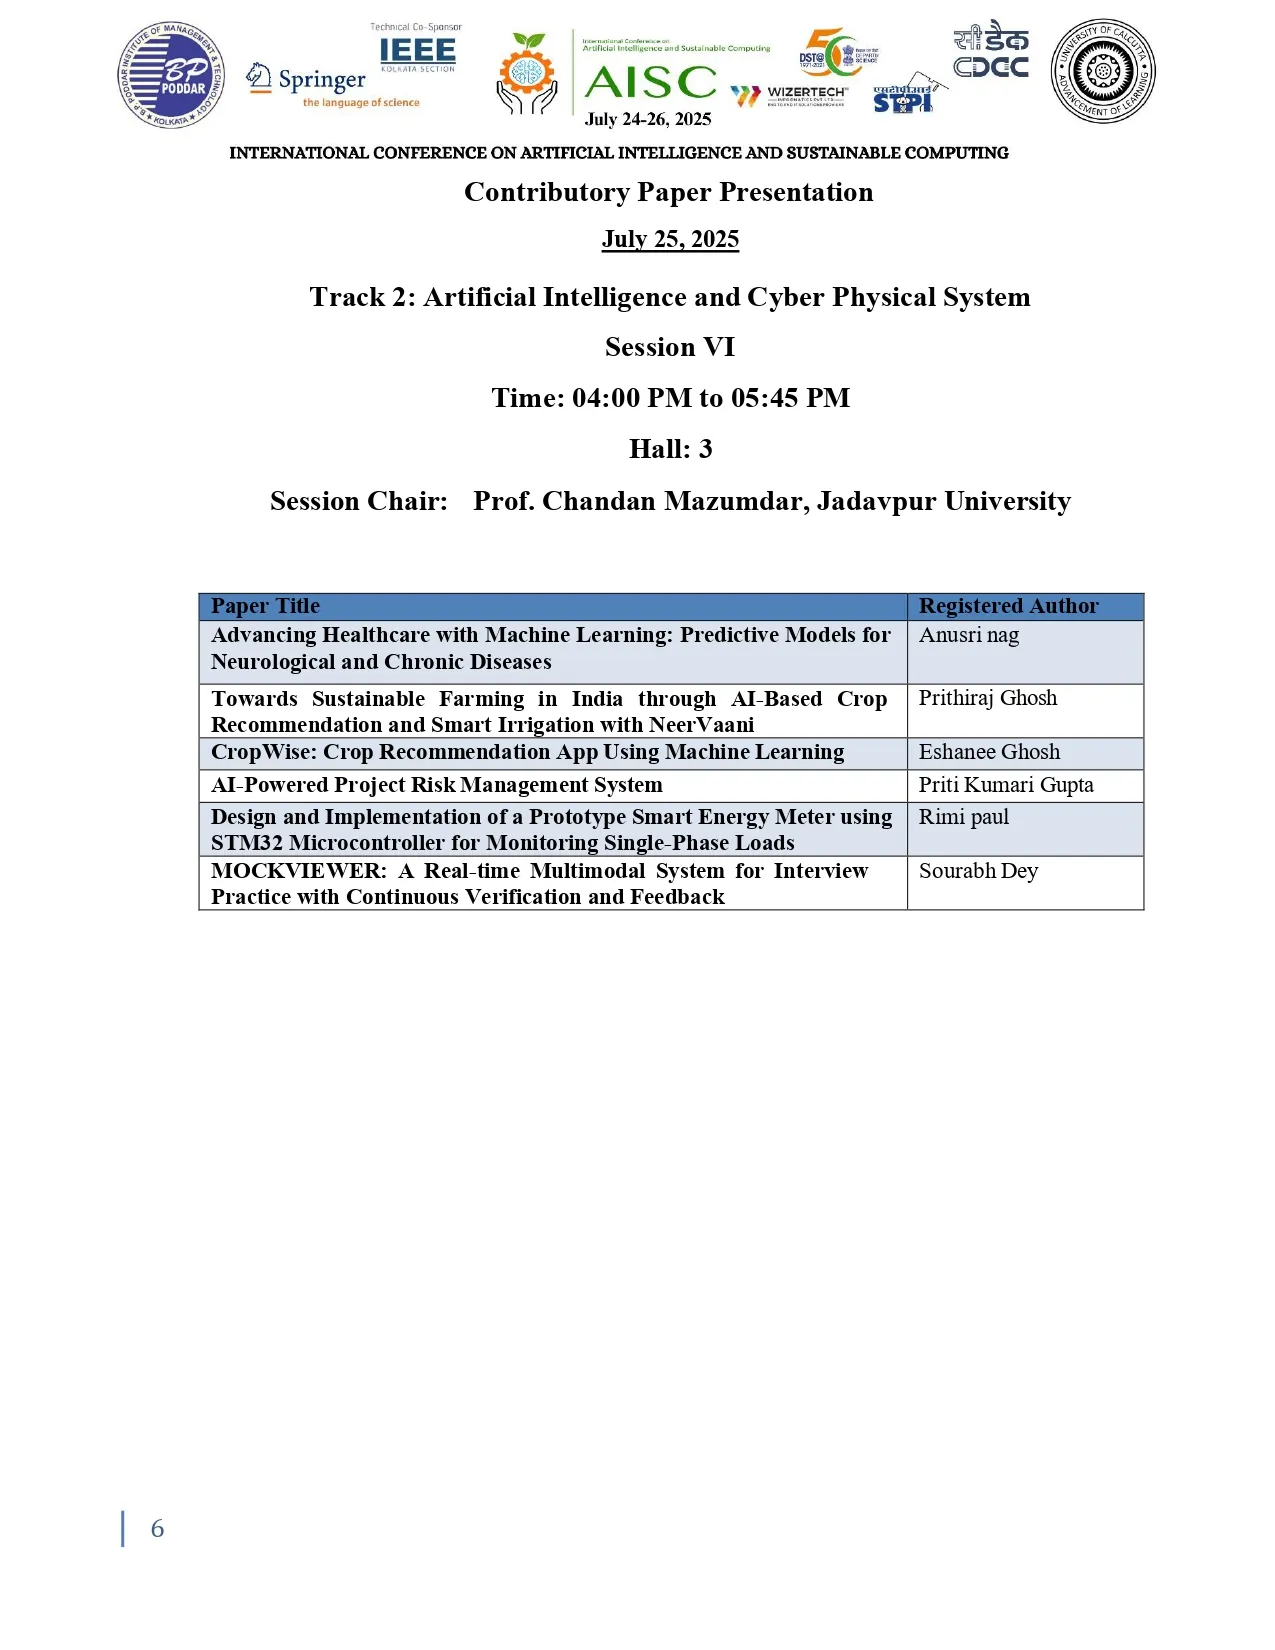 B.P. PODDAR INSTITUTE OF MANAGEMENT & TECHNOLOGY
BP
PODDAR
KOLKATA
Springer
the language of science
Technical Co-Sponsor
IEEE
KOLKATA SECTION
International Conference on
Artificial Intelligence and Sustainable Computing
AISC
July 24-26, 2025
DST@
1971-2021
WIZERTECH
INFORMATICS PVT. LTD.
एसटीपीआई
STPI
सी डैक
CDCC
UNIVERSITY OF CALCUTTA
ADVANCEMENT OF LEARNING
INTERNATIONAL CONFERENCE ON ARTIFICIAL INTELLIGENCE AND SUSTAINABLE COMPUTING
Contributory Paper Presentation
July 25, 2025
Track 2: Artificial Intelligence and Cyber Physical System
Session VI
Time: 04:00 PM to 05:45 PM
Hall: 3
Session Chair: Prof. Chandan Mazumdar, Jadavpur University
Paper Title Registered Author
Advancing Healthcare with Machine Learning: Predictive Models for Anusri nag
Neurological and Chronic Diseases
Towards Sustainable Farming in India through AI-Based Crop Prithiraj Ghosh
Recommendation and Smart Irrigation with NeerVaani
CropWise: Crop Recommendation App Using Machine Learning Eshanee Ghosh
AI-Powered Project Risk Management System Priti Kumari Gupta
Design and Implementation of a Prototype Smart Energy Meter using Rimi paul
STM32 Microcontroller for Monitoring Single-Phase Loads
MOCKVIEWER: A Real-time Multimodal System for Interview Sourabh Dey
Practice with Continuous Verification and Feedback
6